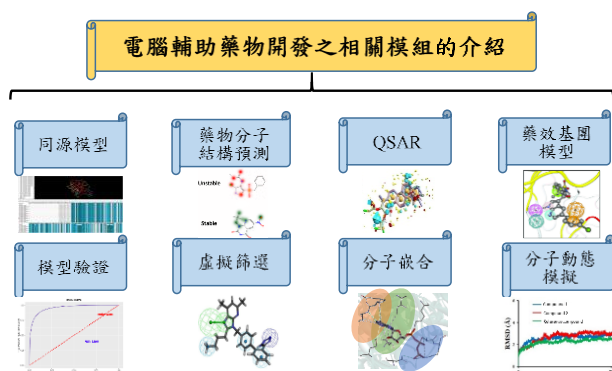 電腦輔助藥物開發之相關模組的介紹
同源模型
藥物分子
結構預測
QSAR
藥效基團
模型
Unstable
Stable
模型驗證
虛擬篩選
分子嵌合
分子動態
模擬
RMSD (Å)